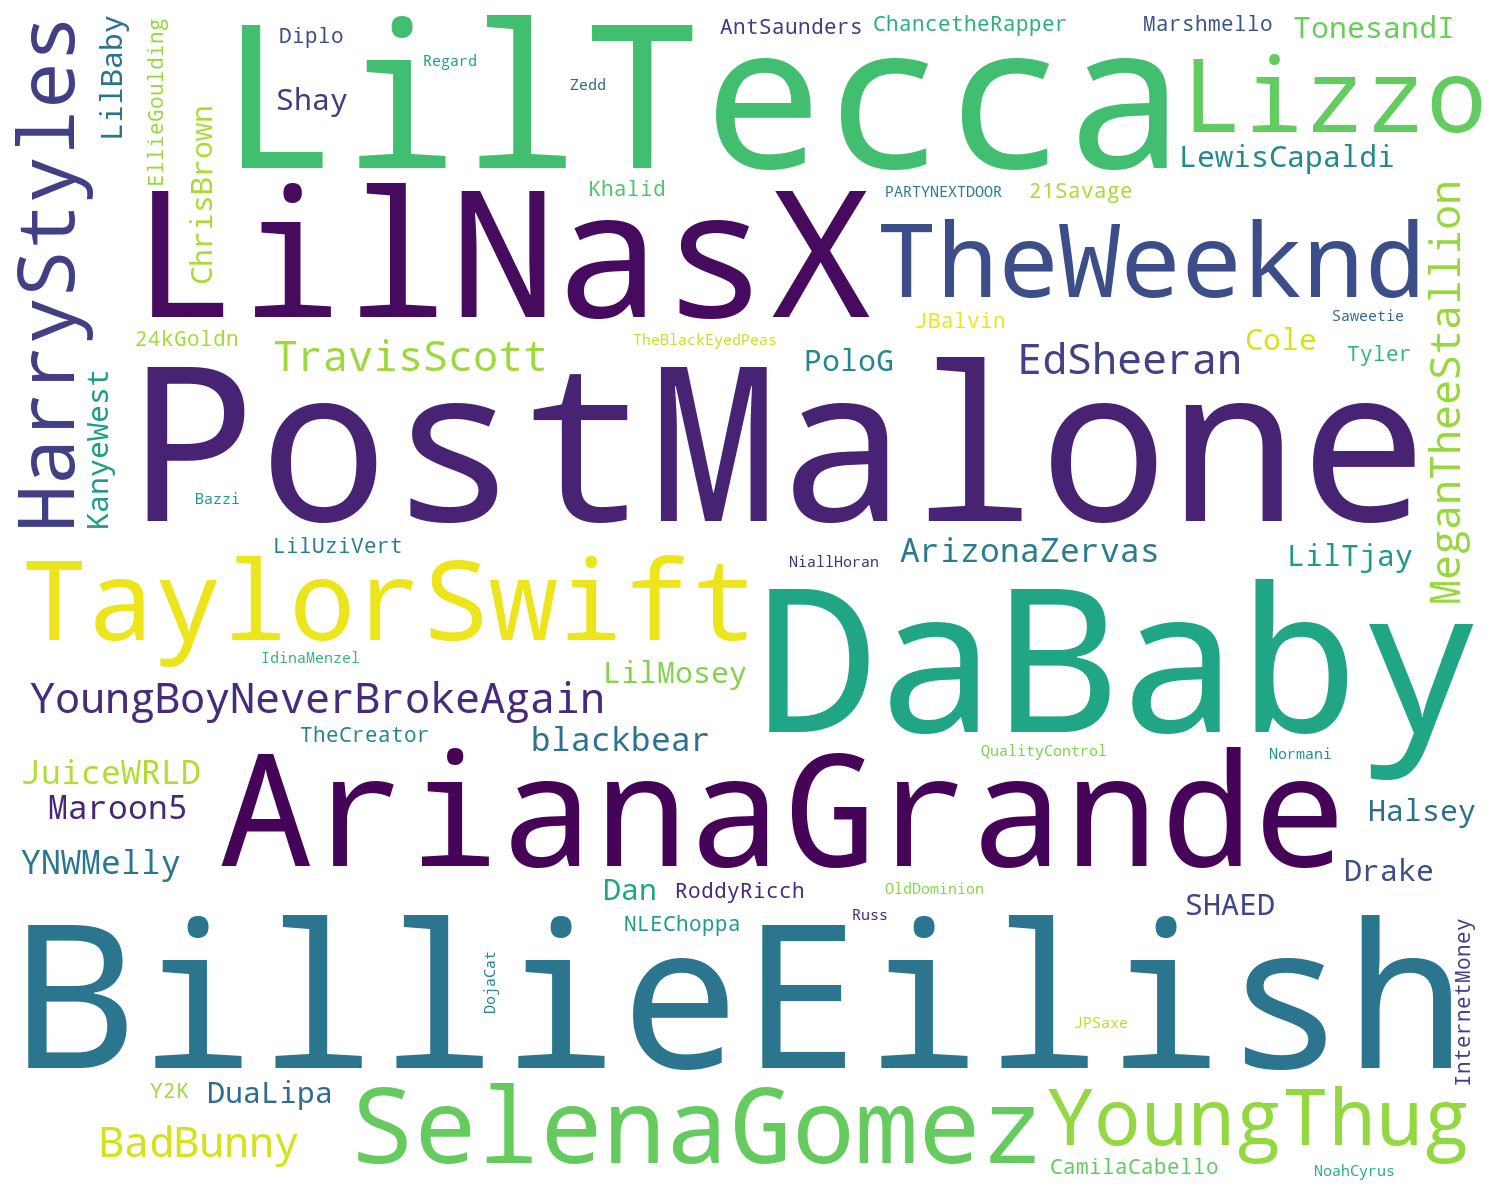 HarryStyles
LilBaby
EllieGoulding
ChrisBrown
Diplo
Regard
Shay
LilTecca
Zedd
AntSaunders
ChancetheRapper
Marshmello
TonesandI
Lizzo
LewisCapaldi
Khalid
PARTYNEXTDOOR
21Savage
LilNasX
TheWeeknd
MeganTheeStallion
24kGoldn
TravisScott
TheBlackEyedPeas
JBalvin
PoloG
EdSheeran
Cole
Saweetie
Tyler
KanyeWest
PostMalone
Bazzi
LilUziVert
NiallHoran
ArizonaZervas
LilTjay
TaylorSwift
DaBaby
IdinaMenzel
LilMosey
YoungBoyNeverBrokeAgain
TheCreator
blackbear
QualityControl
Normani
JuiceWRLD
Maroon5
ArianaGrande
Halsey
YNWMelly
Dan
RoddyRicch
OldDominion
Drake
SHAED
NLEChoppa
Russ
BillieEilish
DojaCat
JPSaxe
InternetMoney
Y2K
DuaLipa
SelenaGomez
YoungThug
BadBunny
CamilaCabello
NoahCyrus